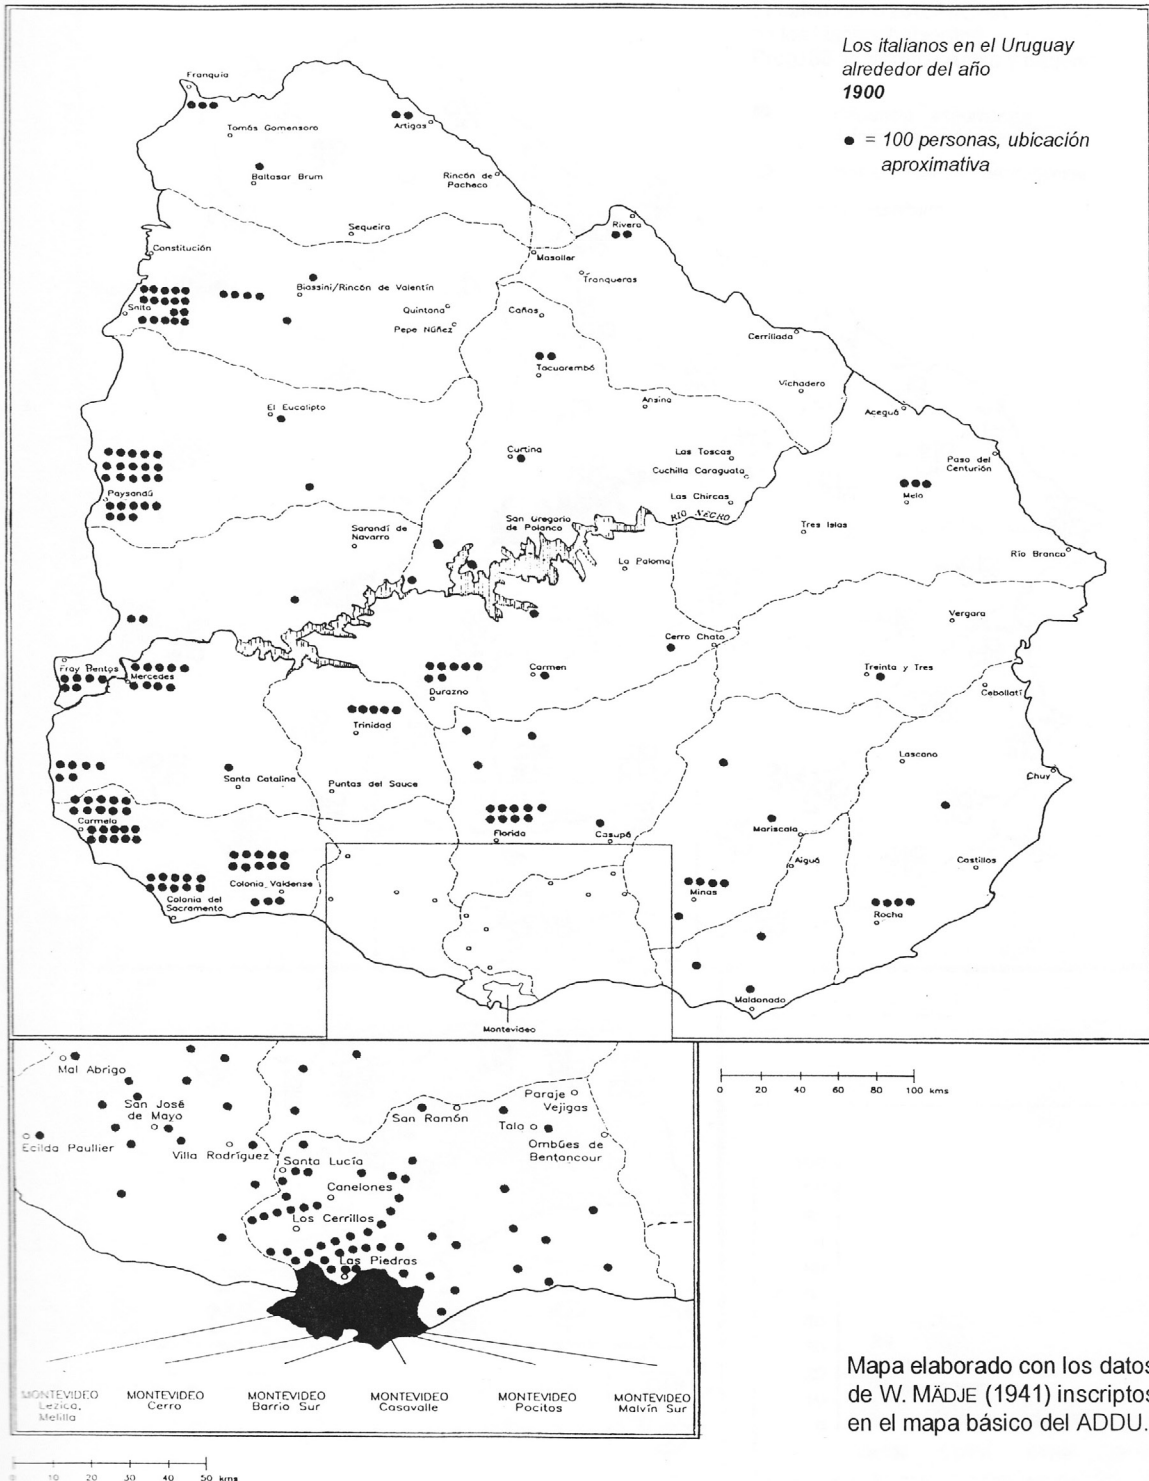 Los italianos en el Uruguay
alrededor del año
1900
● = 100 personas, ubicación
aproximativa
Franquia
Tomás Gomensoro
Artigas
Baltasar Brum
Rincón de
Pacheco
Sequeira
Rivera
Constitución
Masoller
Tranqueras
Biassini/Rincón de Valentín
Salto
Quintana
Caños
Pepe Núñez
Cerrillada
Tacuarembó
Vichadero
Ansina
El Eucalipto
Aceguá
Curtina
Las Toscas
Paso del
Centurión
Cuchilla Caraguata
Paysandú
Las Chircas
Melo
San Gregorio
de Polanco
RIO NEGRO
Sarandí de
Navarro
Tres Islas
La Paloma
Río Branco
Vergara
Cerro Chato
Fray Bentos
Mercedes
Carmen
Treinta y Tres
Durazno
Cebollatí
Trinidad
Lascano
Santa Catalina
Puntas del Sauce
Chuy
Carmelo
Florida
Casupá
Mariscala
Aiguá
Castillos
Colonia Valdense
Minas
Colonia del
Sacramento
Rocha
Maldonado
Montevideo
0 20 40 60 80 100 kms
Mal Abrigo
San José
de Mayo
San Ramón
Paraje
Vejigas
Tala
Ecilda Paullier
Villa Rodríguez
Santa Lucía
Ombúes de
Bentancour
Canelones
Los Cerrillos
Las Piedras
MONTEVIDEO
Lezica,
Melilla
MONTEVIDEO
Cerro
MONTEVIDEO
Barrio Sur
MONTEVIDEO
Casavalle
MONTEVIDEO
Pocitos
MONTEVIDEO
Malvín Sur
0 10 20 30 40 50 kms
Mapa elaborado con los datos
de W. MÄDJE (1941) inscriptos
en el mapa básico del ADDU.